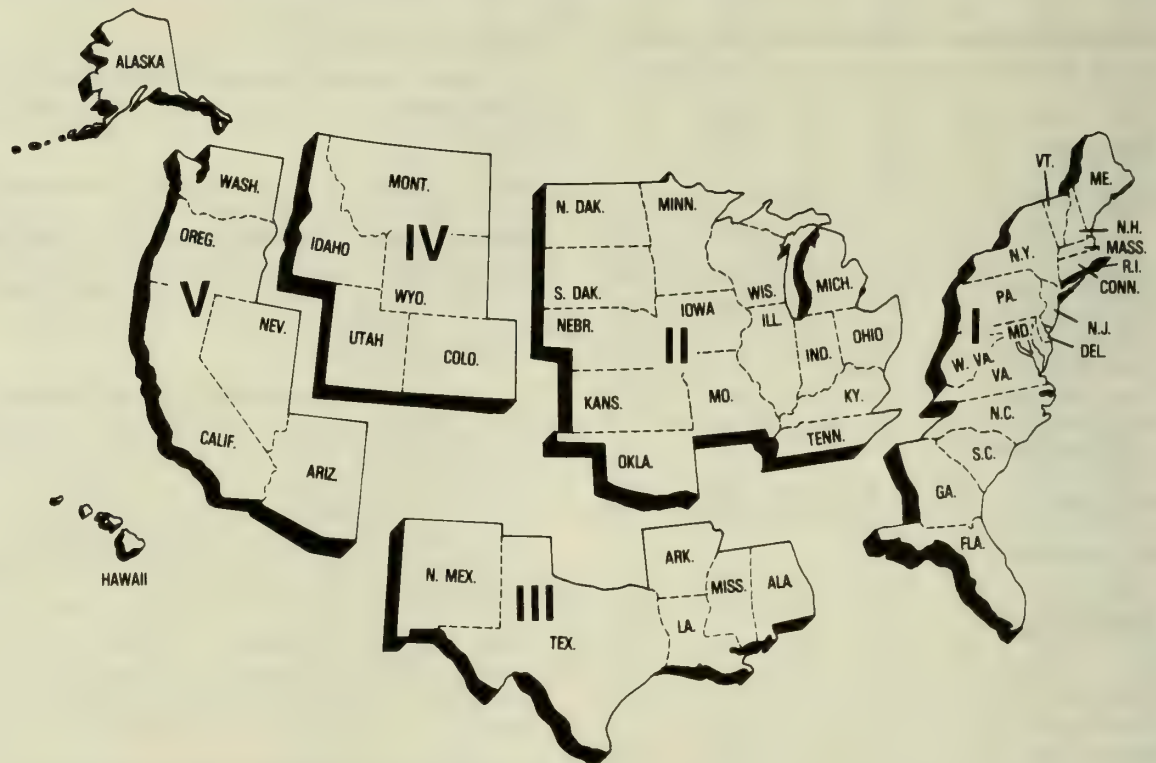 ALASKA
WASH.
OREG.
V
NEV.
CALIF.
ARIZ.
HAWAII
MONT.
IDAHO
IV
WYO.
UTAH
COLO.
N. DAK.
MINN.
S. DAK.
WIS.
MICH.
NEBR.
IOWA
II
ILL.
IND.
OHIO
KANS.
MO.
KY.
TENN.
OKLA.
N. MEX.
III
TEX.
ARK.
MISS.
ALA.
LA.
VT.
ME.
N.H.
MASS.
R.I.
CONN.
N.Y.
PA.
I
N.J.
MD.
DEL.
W. VA.
VA.
N.C.
S.C.
GA.
FLA.